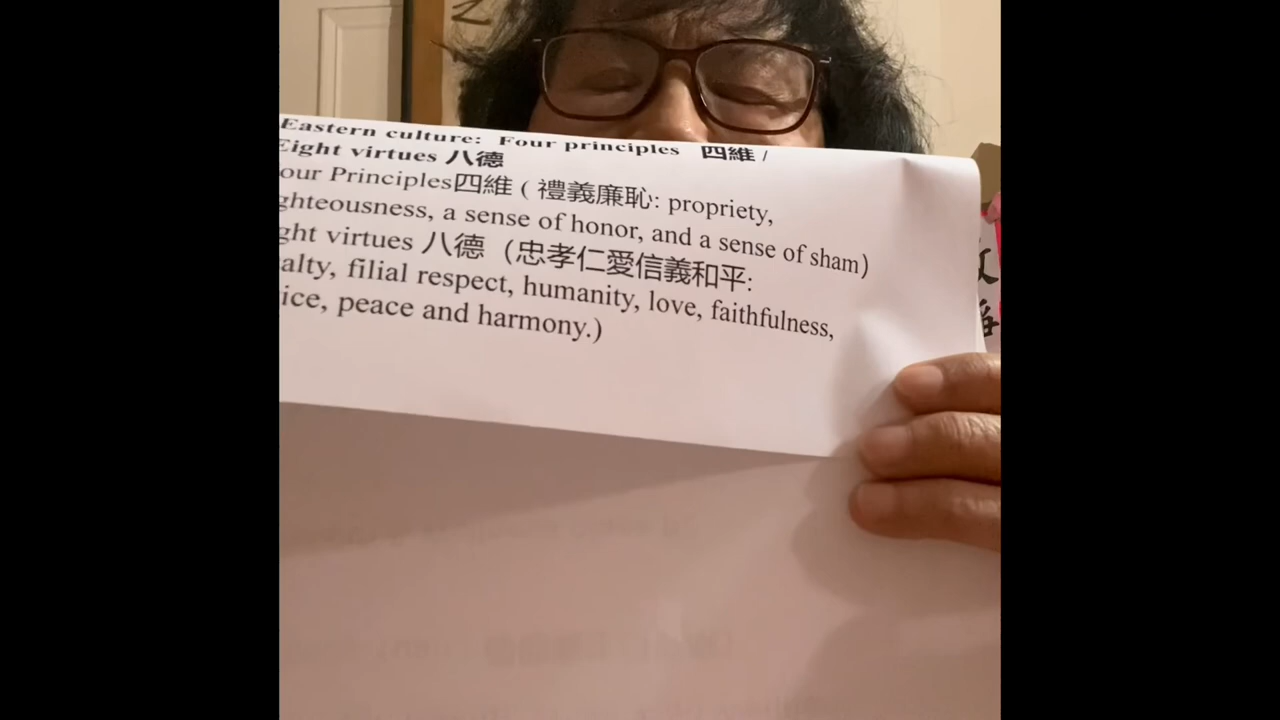 Eastern culture: Four principles 四維 /
Eight virtues 八德
our Principles四維 ( 禮義廉恥: propriety,
ghteousness, a sense of honor, and a sense of sham)
ght virtues 八德 (忠孝仁愛信義和平:
alty, filial respect, humanity, love, faithfulness,
ice, peace and harmony.)